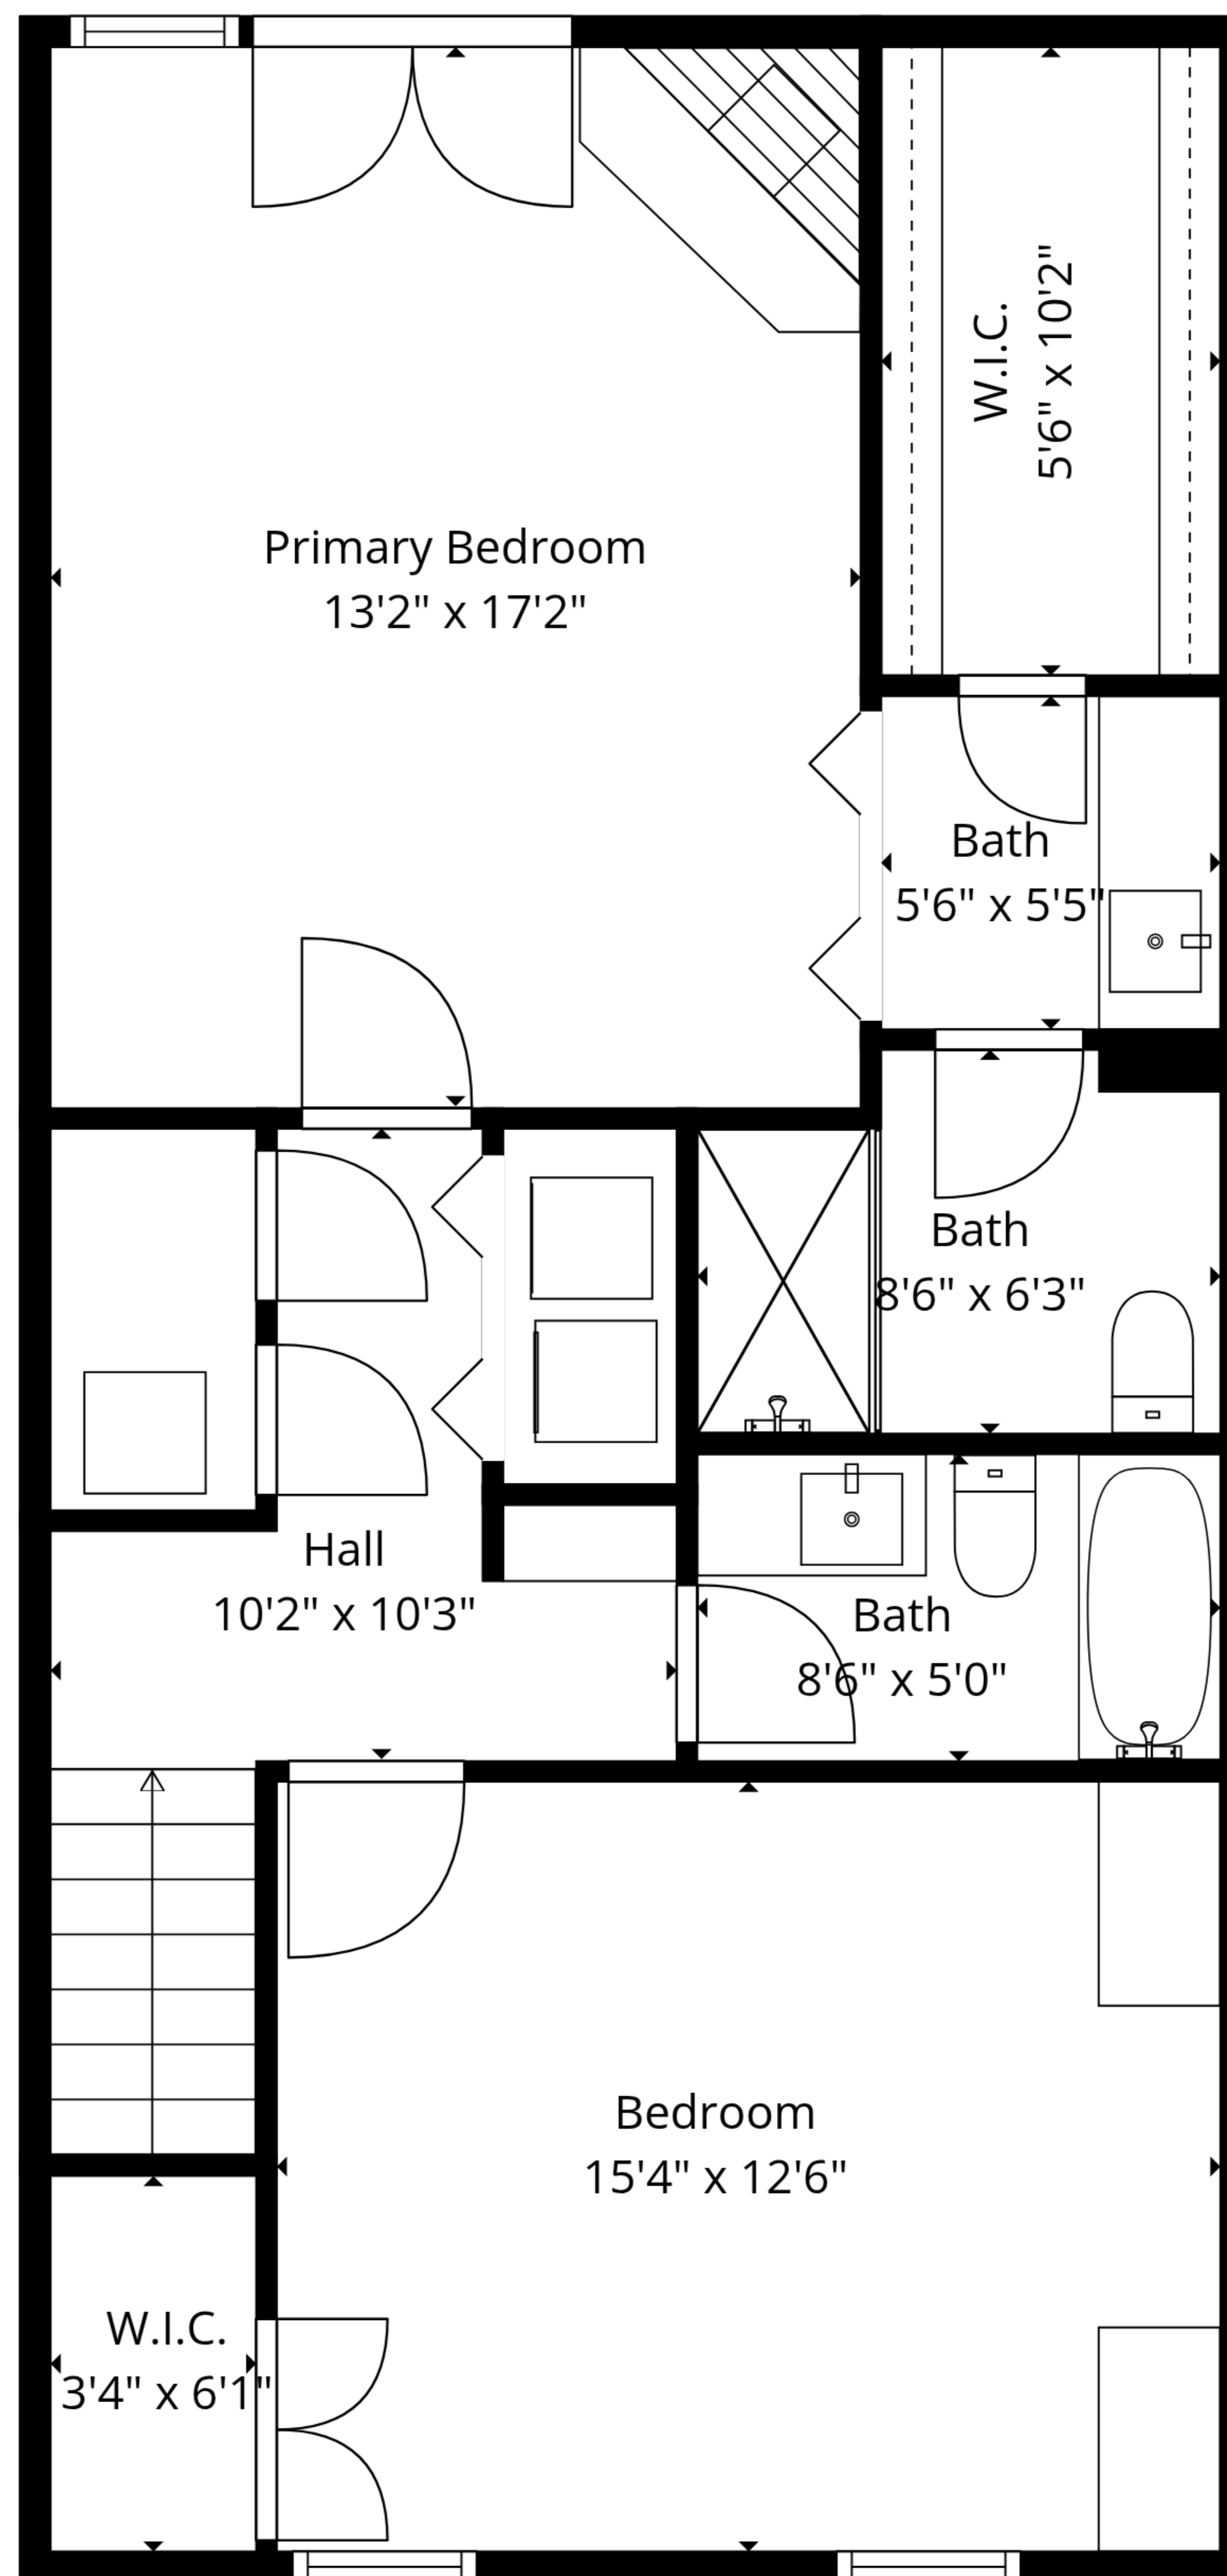 W.I.C.
5'6" x 10'2"
Primary Bedroom
13'2" x 17'2"
Bath
5'6" x 5'5"
Bath
8'6" x 6'3"
Hall
10'2" x 10'3"
Bath
8'6" x 5'0"
Bedroom
15'4" x 12'6"
W.I.C.
3'4" x 6'1"